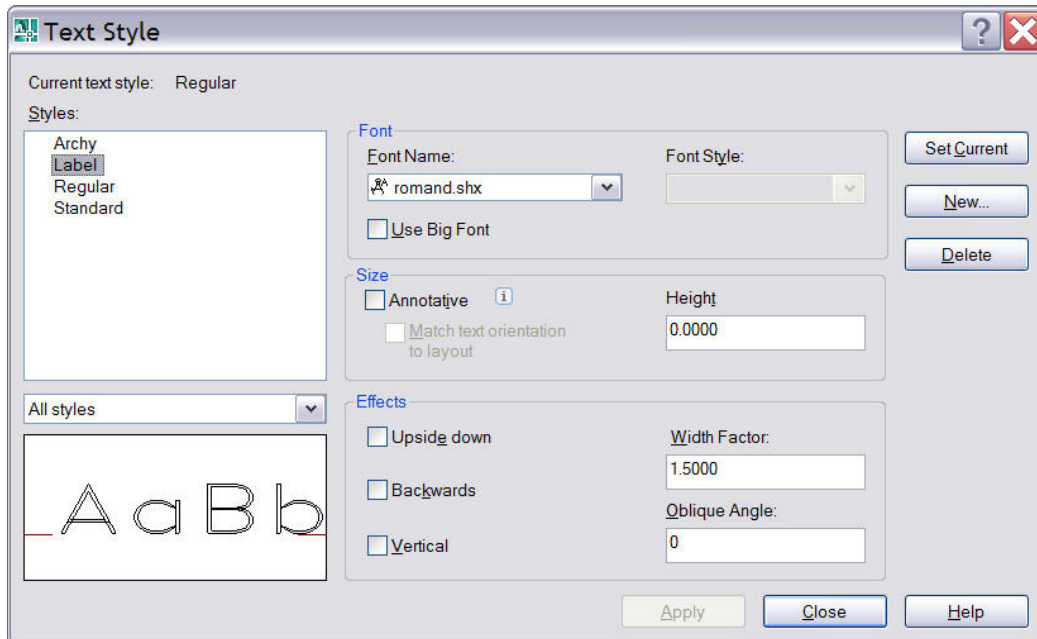 Text Style
Current text style: Regular
Styles:
Archy
Label
Regular
Standard
All styles
AaBb
Font
Font Name:
romand.shx
Use Big Font
Font Style:
Size
Annotative
Match text orientation
to layout
Height
0.0000
Effects
Upside down
Backwards
Vertical
Width Factor:
1.5000
Oblique Angle:
0
Set Current
New...
Delete
Apply
Close
Help